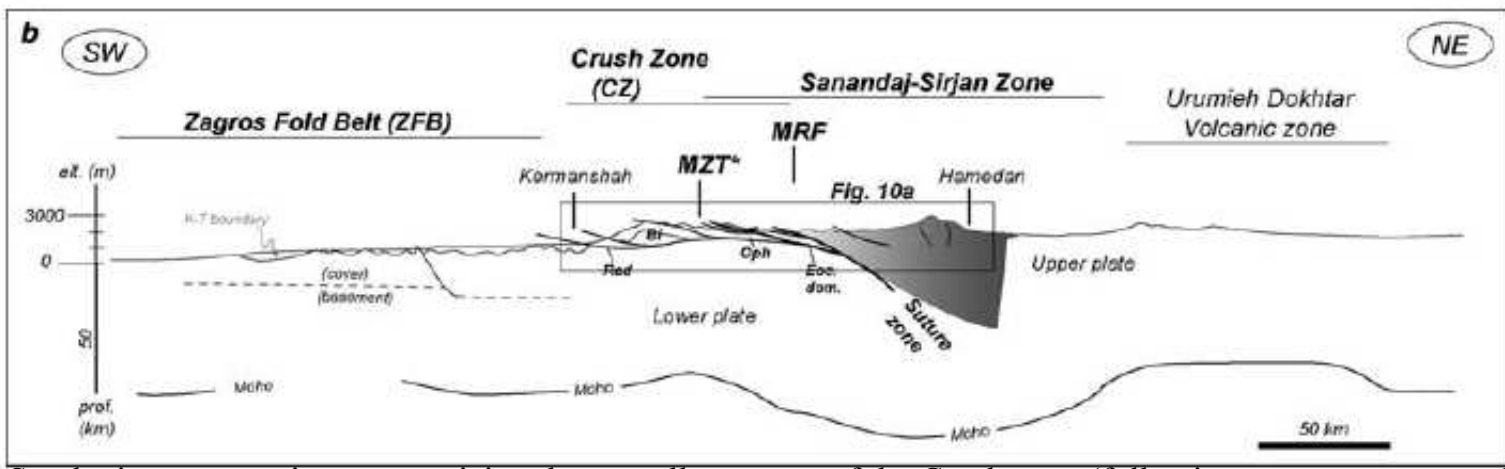 b
SW
NE
Crush Zone
(CZ)
Sanandaj-Sirjan Zone
Urumieh Dokhtar
Volcanic zone
Zagros Fold Belt (ZFB)
MRF
elt. (m)
Kermanshah
MZT
Fig. 10a
Hamedan
3000
K-T boundary
Bi
0
(cover)
Rad
Oph
Eoc.
dom.
Upper plate
(basement)
Lower plate
Suture
zone
50
Moho
Moho
Moho
Moho
prof.
(km)
50 km